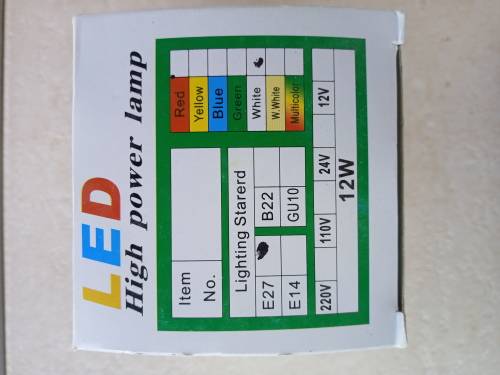 LED
High power lamp
Item
No.
Red
Yellow
Blue
Green
White
W.White
Multicolor
Lighting Starerd
E27
B22
E14
GU10
220V
110V
24V
12V
12W